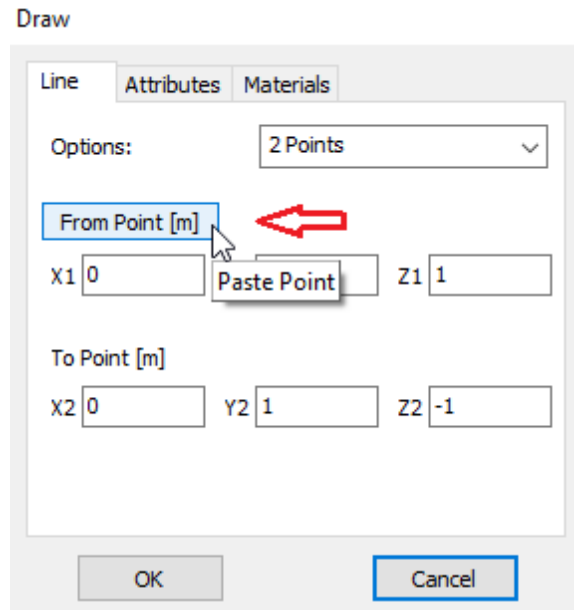 Draw
Line Attributes Materials
Options: 2 Points
From Point [m]
X1 0 Z1 1
Paste Point
To Point [m]
X2 0 Y2 1 Z2 -1
OK Cancel